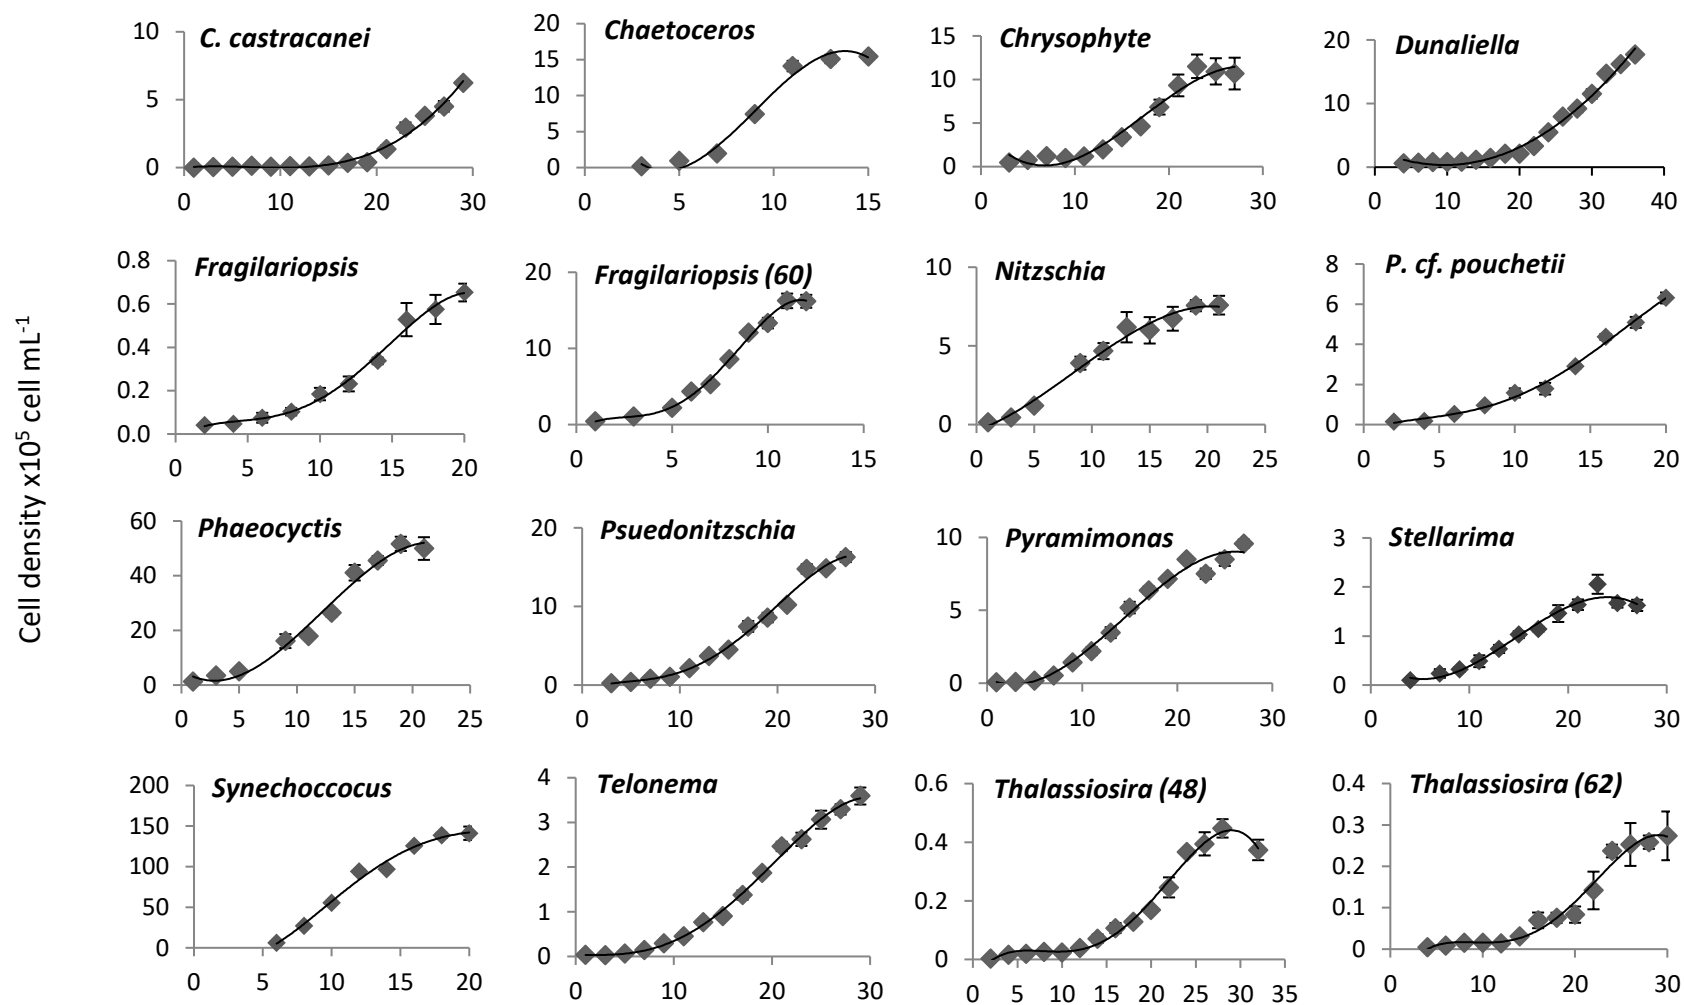 Cell density x10⁵ cell mL⁻¹
C. castracanei
10
5
0
0 10 20 30
Chaetoceros
20
15
10
5
0
0 5 10 15
Chrysophyte
15
10
5
0
0 10 20 30
Dunaliella
20
10
0
0 10 20 30 40
Fragilariopsis
0.8
0.6
0.4
0.2
0.0
0 5 10 15 20
Fragilariopsis (60)
20
10
0
0 5 10 15
Nitzschia
10
5
0
0 5 10 15 20 25
P. cf. pouchetii
8
6
4
2
0
0 5 10 15 20
Phaeocyctis
60
40
20
0
0 5 10 15 20 25
Psuedonitzschia
20
10
0
0 10 20 30
Pyramimonas
10
5
0
0 10 20 30
Stellarima
3
2
1
0
0 10 20 30
Synechoccocus
200
150
100
50
0
0 5 10 15 20
Telonema
4
3
2
1
0
0 10 20 30
Thalassiosira (48)
0.6
0.4
0.2
0
0 5 10 15 20 25 30 35
Thalassiosira (62)
0.4
0.3
0.2
0.1
0
0 10 20 30